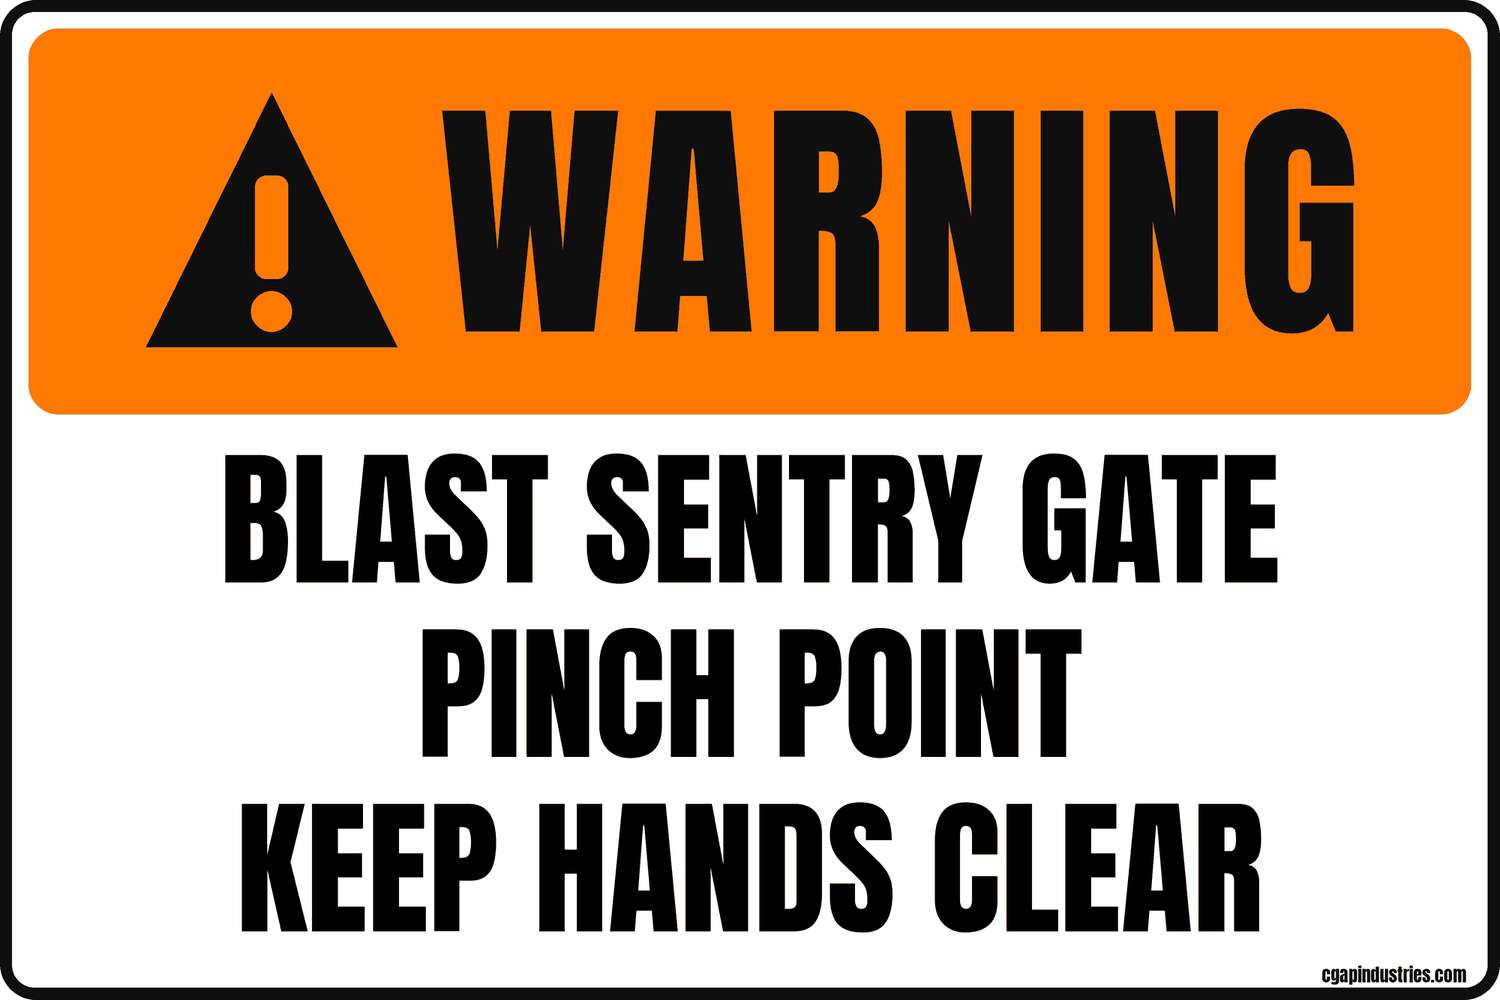 WARNING
BLAST SENTRY GATE
PINCH POINT
KEEP HANDS CLEAR
cgapindustries.com